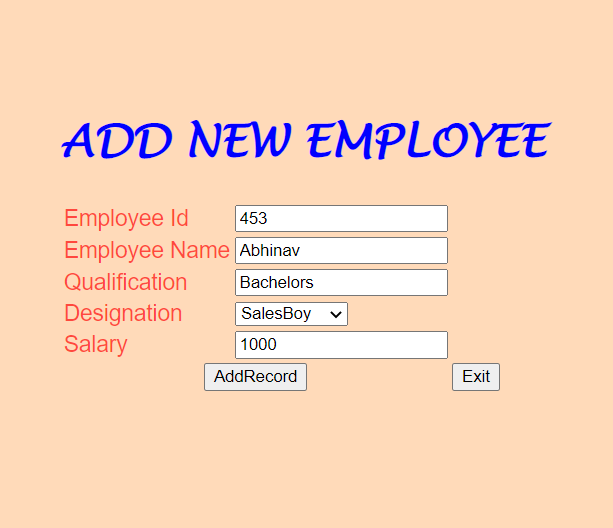 ADD NEW EMPLOYEE
Employee Id 453
Employee Name Abhinav
Qualification Bachelors
Designation SalesBoy
Salary 1000
AddRecord Exit